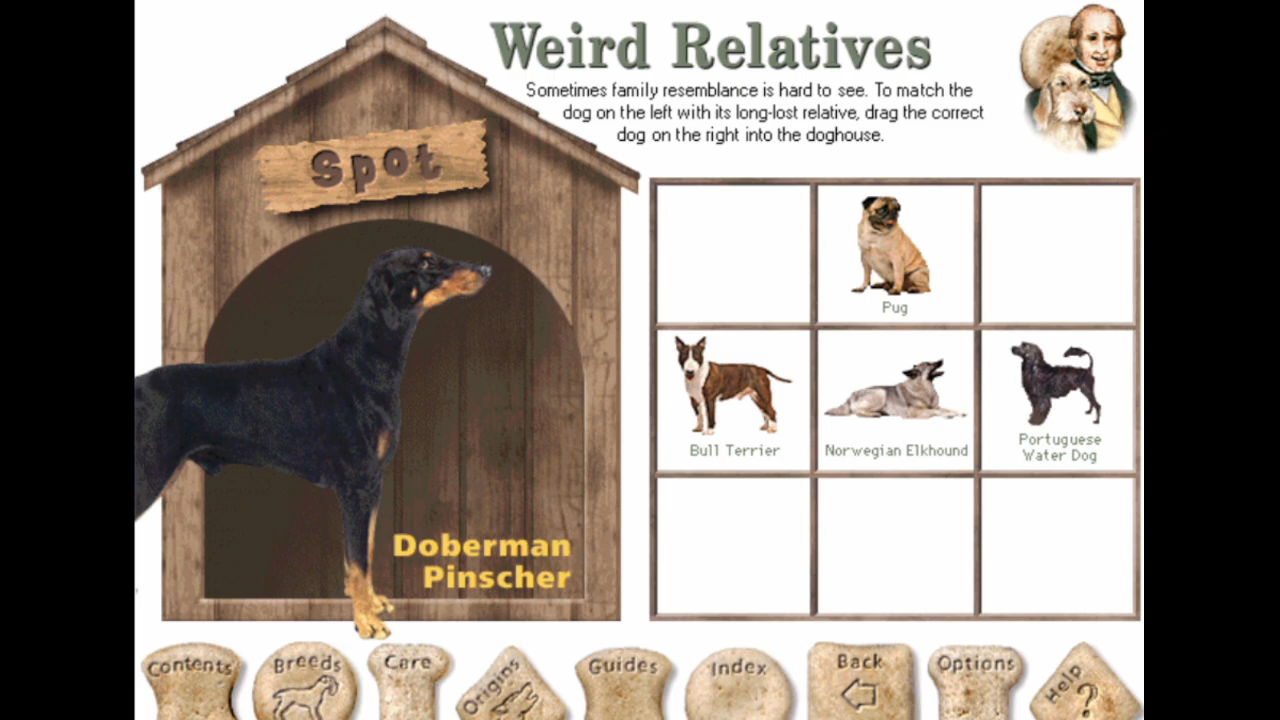 Weird Relatives
Sometimes family resemblance is hard to see. To match the
dog on the left with its long-lost relative, drag the correct
dog on the right into the doghouse.
Spot
Doberman
Pinscher
Pug
Bull Terrier
Norwegian Elkhound
Portuguese
Water Dog
Contents
Breeds
Care
Origins
Guides
Index
Back
Options
Help
?